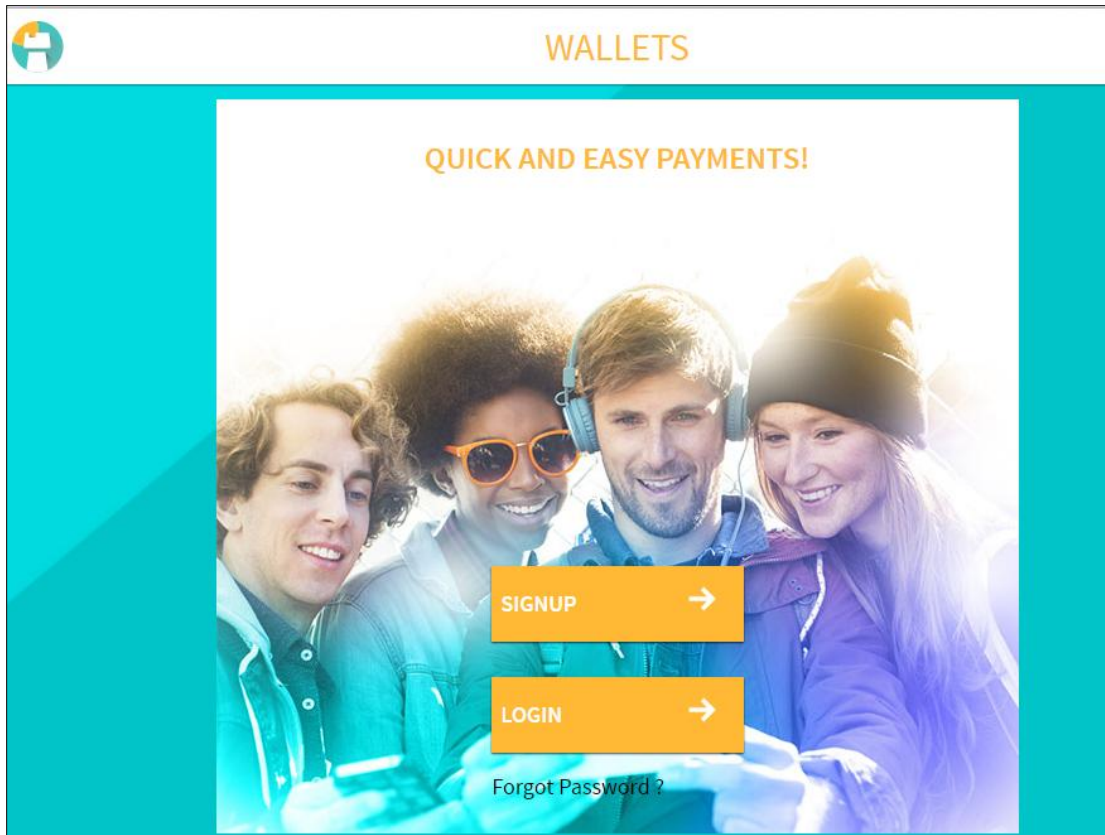 WALLETS
QUICK AND EASY PAYMENTS!
SIGNUP
LOGIN
Forgot Password ?